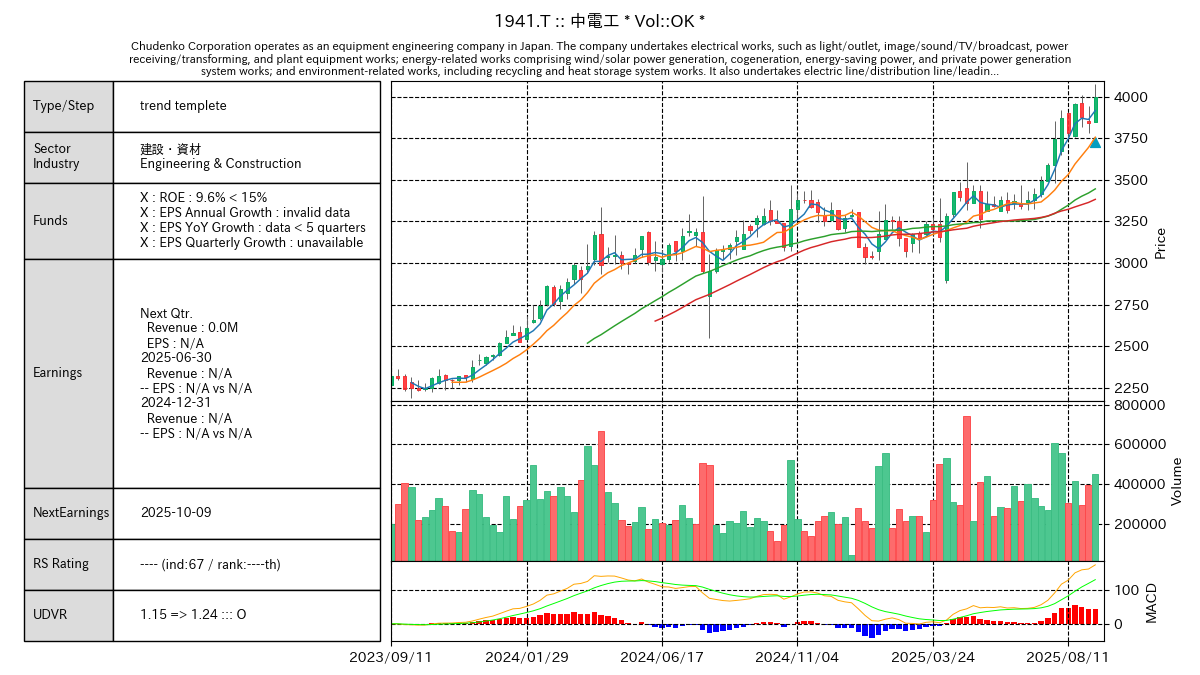 1941.T :: 中電工 * Vol::OK *
Chudenko Corporation operates as an equipment engineering company in Japan. The company undertakes electrical works, such as light/outlet, image/sound/TV/broadcast, power
receiving/transforming, and plant equipment works; energy-related works comprising wind/solar power generation, cogeneration, energy-saving power, and private power generation
system works; and environment-related works, including recycling and heat storage system works. It also undertakes electric line/distribution line/leadin...
Type/Step
trend templete
Sector
Industry
建設・資材
Engineering & Construction
Funds
X : ROE : 9.6% < 15%
X : EPS Annual Growth : invalid data
X : EPS YoY Growth : data < 5 quarters
X : EPS Quarterly Growth : unavailable
Earnings
Next Qtr.
Revenue : 0.0M
EPS : N/A
2025-06-30
Revenue : N/A
-- EPS : N/A vs N/A
2024-12-31
Revenue : N/A
-- EPS : N/A vs N/A
NextEarnings
2025-10-09
RS Rating
---- (ind:67 / rank:----th)
UDVR
1.15 => 1.24 ::: O
4000
3750
3500
3250
3000
2750
2500
2250
Price
800000
600000
400000
200000
Volume
100
0
MACD
2023/09/11
2024/01/29
2024/06/17
2024/11/04
2025/03/24
2025/08/11